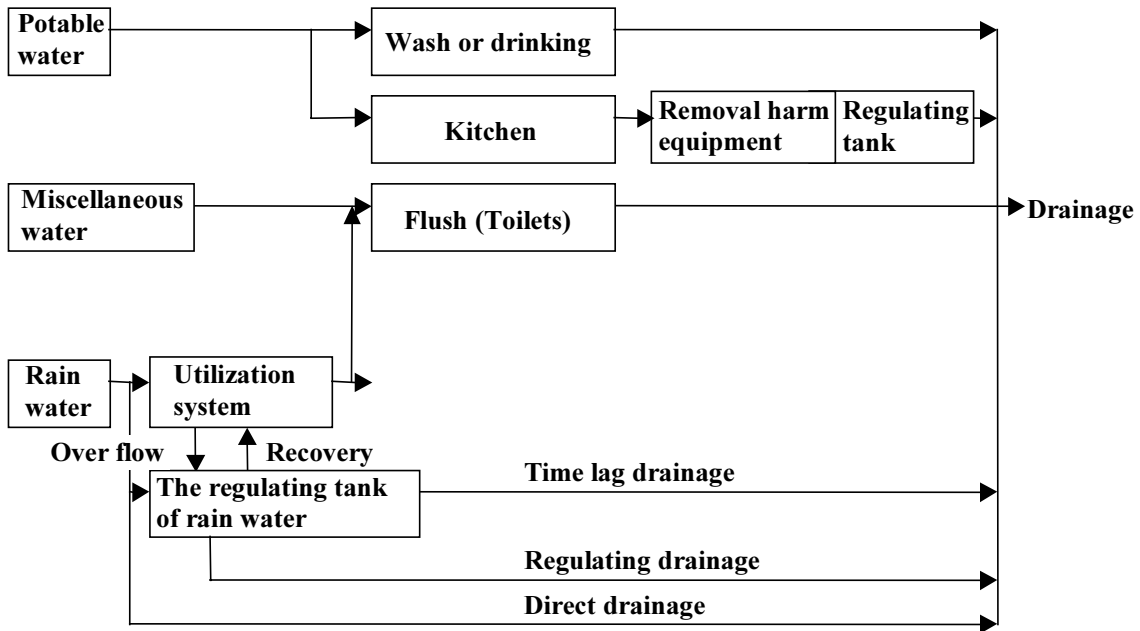 Potable
water
Wash or drinking
Kitchen
Removal harm
equipment
Regulating
tank
Miscellaneous
water
Flush (Toilets)
Drainage
Rain
water
Utilization
system
Over flow
Recovery
The regulating tank
of rain water
Time lag drainage
Regulating drainage
Direct drainage